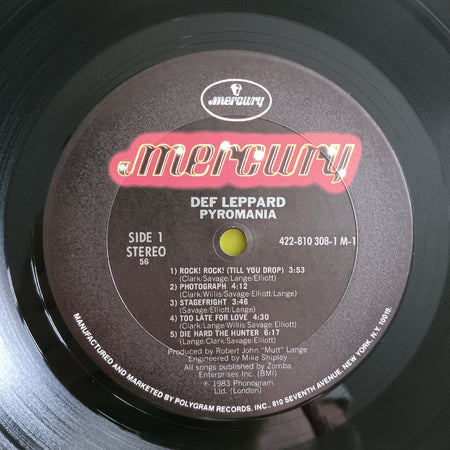 mercury
mercury
DEF LEPPARD
PYROMANIA
SIDE 1
STEREO
56
422-810 308-1 M-1
1) ROCK! ROCK! (TILL YOU DROP) 3:53
(Clark/Savage/Lange/Elliott)
2) PHOTOGRAPH 4:12
(Clark/Willis/Savage/Elliott/Lange)
3) STAGEFRIGHT 3:46
(Savage/Elliott/Lange)
4) TOO LATE FOR LOVE 4:30
(Clark/Lange/Willis/Savage/Elliott)
5) DIE HARD THE HUNTER 6:17
(Lange/Clark/Savage/Elliott)
Produced by Robert John "Mutt" Lange
Engineered by Mike Shipley
All songs published by Zomba
Enterprises Inc. (BMI)
℗ 1983 Phonogram
Ltd. (London)
MANUFACTURED AND MARKETED BY POLYGRAM RECORDS, INC., 810 SEVENTH AVENUE, NEW YORK, N.Y. 10019.